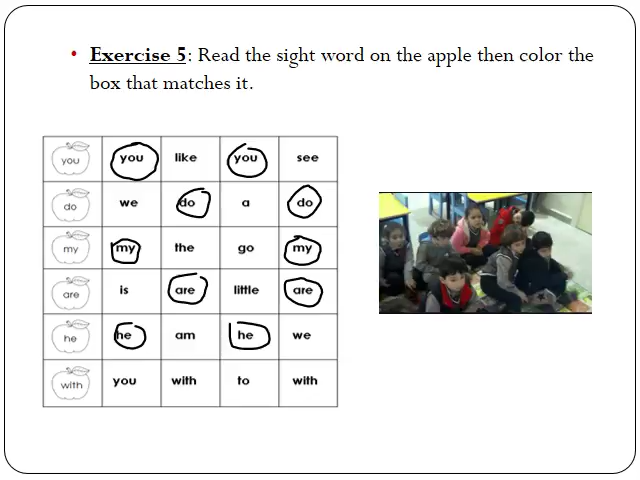 • Exercise 5: Read the sight word on the apple then color the
box that matches it.
you you like you see
do we do a do
my my the go my
are is are little are
he he am he we
with you with to with